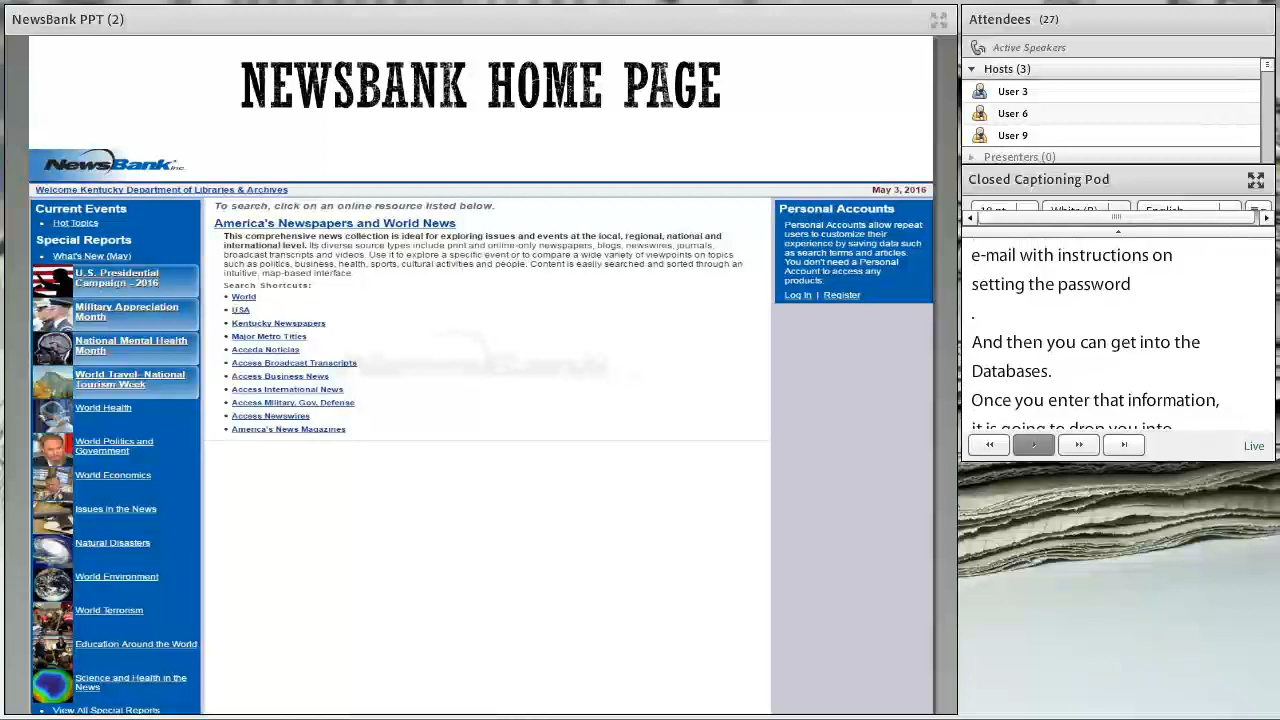 NewsBank PPT (2)
NEWSBANK HOME PAGE
NewsBank inc.
Welcome Kentucky Department of Libraries & Archives
May 3, 2016
Current Events
• Hot Topics
Special Reports
• What's New (May)
U.S. Presidential
Campaign - 2016
Military Appreciation
Month
National Mental Health
Month
World Travel- National
Tourism Week
World Health
World Politics and
Government
World Economics
Issues in the News
Natural Disasters
World Environment
World Terrorism
Education Around the World
Science and Health in the
News
• View All Special Reports
To search, click on an online resource listed below.
America's Newspapers and World News
This comprehensive news collection is ideal for exploring issues and events at the local, regional, national and
international level. Its diverse source types include print and online-only newspapers, blogs, newswires, journals,
broadcast transcripts and videos. Use it to explore a specific event or to compare a wide variety of viewpoints on topics
such as politics, business, health, sports, cultural activities and people. Content is easily searched and sorted through an
intuitive, map-based interface.
Search Shortcuts:
• World
• USA
• Kentucky Newspapers
• Major Metro Titles
• Acceda Noticias
• Access Broadcast Transcripts
• Access Business News
• Access International News
• Access Military, Gov, Defense
• Access Newswires
• America's News Magazines
Personal Accounts
Personal Accounts allow repeat
users to customize their
experience by saving data such
as search terms and articles.
You don't need a Personal
Account to access any
products.
Log In | Register
Attendees (27)
Active Speakers
Hosts (3)
User 3
User 6
User 9
Presenters (0)
Closed Captioning Pod
e-mail with instructions on
setting the password
.
And then you can get into the
Databases.
Once you enter that information,
it is going to drop you into
Live